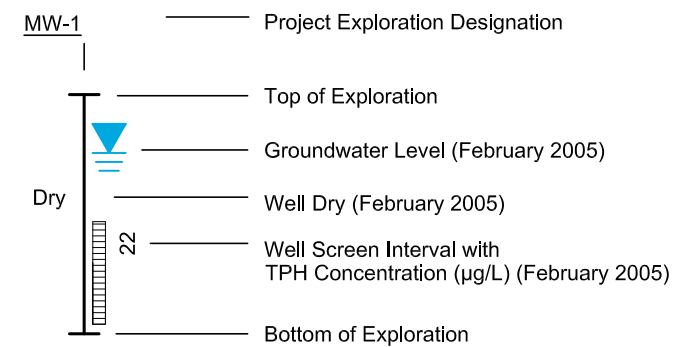 MW-1
Project Exploration Designation
Top of Exploration
Groundwater Level (February 2005)
Dry
Well Dry (February 2005)
22
Well Screen Interval with
TPH Concentration (µg/L) (February 2005)
Bottom of Exploration